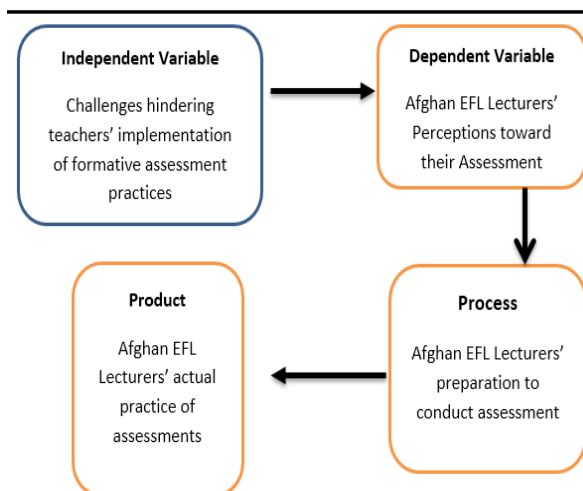 Independent Variable
Challenges hindering
teachers' implementation
of formative assessment
practices
Dependent Variable
Afghan EFL Lecturers'
Perceptions toward
their Assessment
Product
Afghan EFL
Lecturers' actual
practice of
assessments
Process
Afghan EFL Lecturers'
preparation to
conduct assessment